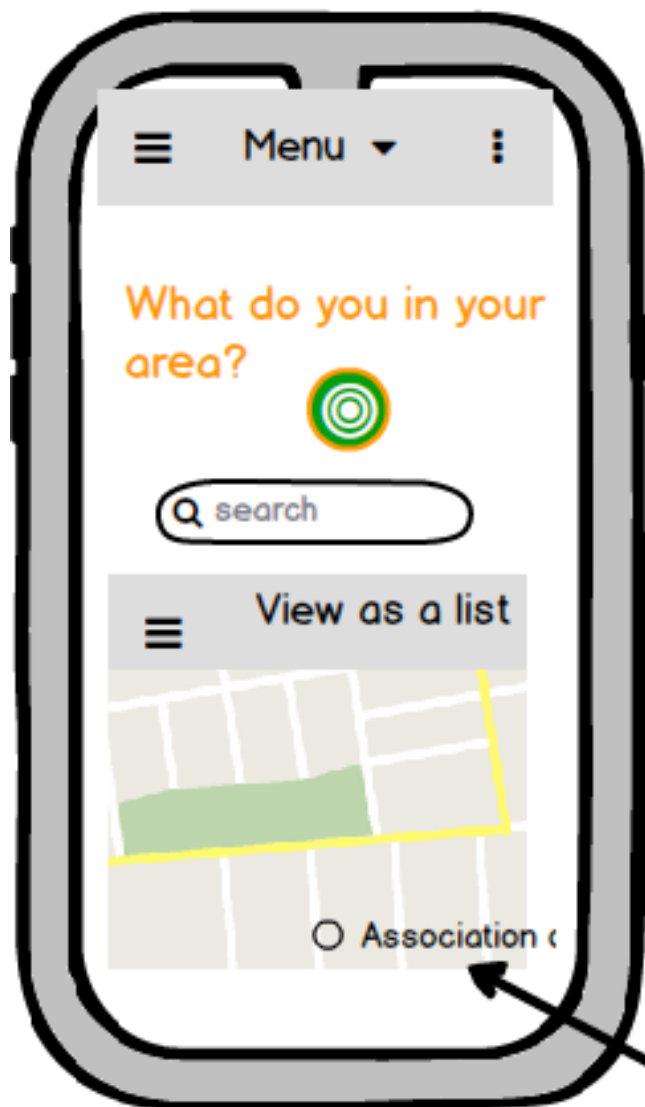 Menu
What do you in your
area?
search
View as a list
Association